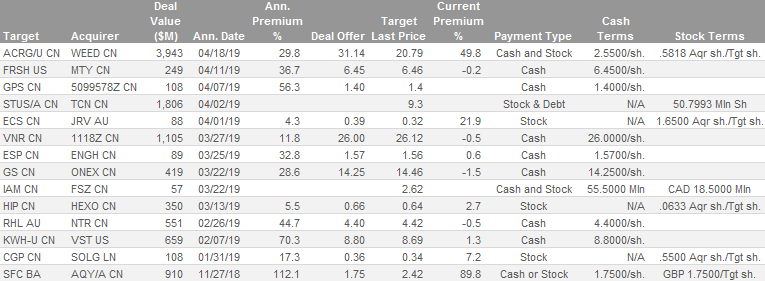 Deal Ann. Current
Value Premium Target Premium Cash
Target Acquirer ($M) Ann. Date % Deal Offer Last Price % Payment Type Terms Stock Terms
ACRG/U CN WEED CN 3,943 04/18/19 29.8 31.14 20.79 49.8 Cash and Stock 2.5500/sh. .5818 Aqr sh./Tgt sh.
FRSH US MTY CN 249 04/11/19 36.7 6.45 6.46 -0.2 Cash 6.4500/sh.
GPS CN 5099578Z CN 108 04/07/19 56.3 1.40 1.4 Cash 1.4000/sh.
STUS/A CN TCN CN 1,806 04/02/19 9.3 Stock & Debt N/A 50.7993 Mln Sh
ECS CN JRV AU 88 04/01/19 4.3 0.39 0.32 21.9 Stock N/A 1.6500 Aqr sh./Tgt sh.
VNR CN 1118Z CN 1,105 03/27/19 11.8 26.00 26.12 -0.5 Cash 26.0000/sh.
ESP CN ENGH CN 89 03/25/19 32.8 1.57 1.56 0.6 Cash 1.5700/sh.
GS CN ONEX CN 419 03/22/19 28.6 14.25 14.46 -1.5 Cash 14.2500/sh.
IAM CN FSZ CN 57 03/22/19 2.62 Cash and Stock 55.5000 Mln CAD 18.5000 Mln
HIP CN HEXO CN 350 03/13/19 5.5 0.66 0.64 2.7 Stock N/A .0633 Aqr sh./Tgt sh.
RHL AU NTR CN 551 02/26/19 44.7 4.40 4.42 -0.5 Cash 4.4000/sh.
KWH-U CN VST US 659 02/07/19 70.3 8.80 8.69 1.3 Cash 8.8000/sh.
CGP CN SOLG LN 108 01/31/19 17.3 0.36 0.34 7.2 Stock N/A .5500 Aqr sh./Tgt sh.
SFC BA AQY/A CN 910 11/27/18 112.1 1.75 2.42 89.8 Cash or Stock 1.7500/sh. GBP 1.7500/Tgt sh.